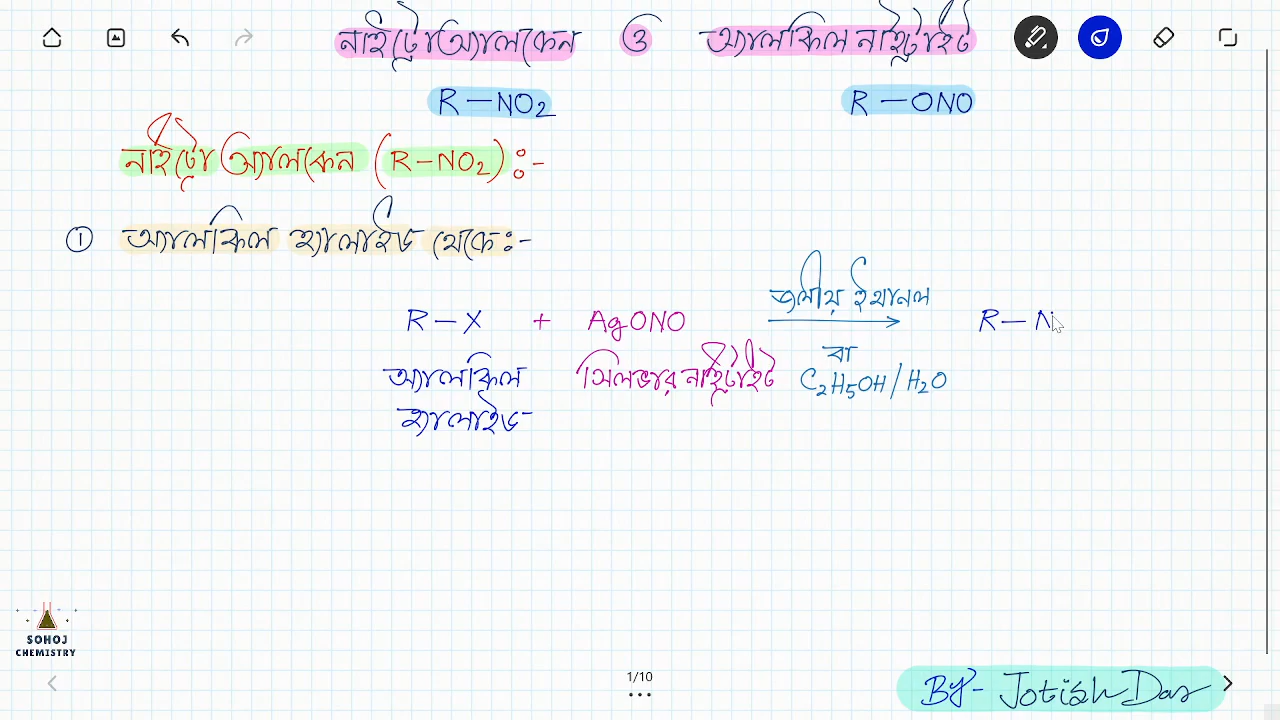 নাইট্রোঅ্যালকেন ও অ্যালকিল নাইট্রাইট
R—NO2 R—ONO
নাইট্রো অ্যালকেন (R-NO2) :-
① অ্যালকিল হ্যালাইড থেকে :-
জলীয় ইথানল
R — X + AgONO R — N
বা
অ্যালকিল সিলভার নাইট্রাইট C2H5OH/H2O
হ্যালাইড
SOHOJ
CHEMISTRY
1/10
By- Jotish Das